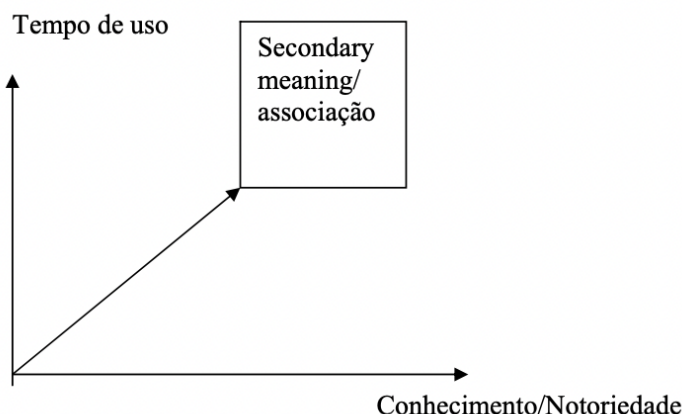 Tempo de uso
Secondary
meaning/
associação
Conhecimento/Notoriedade